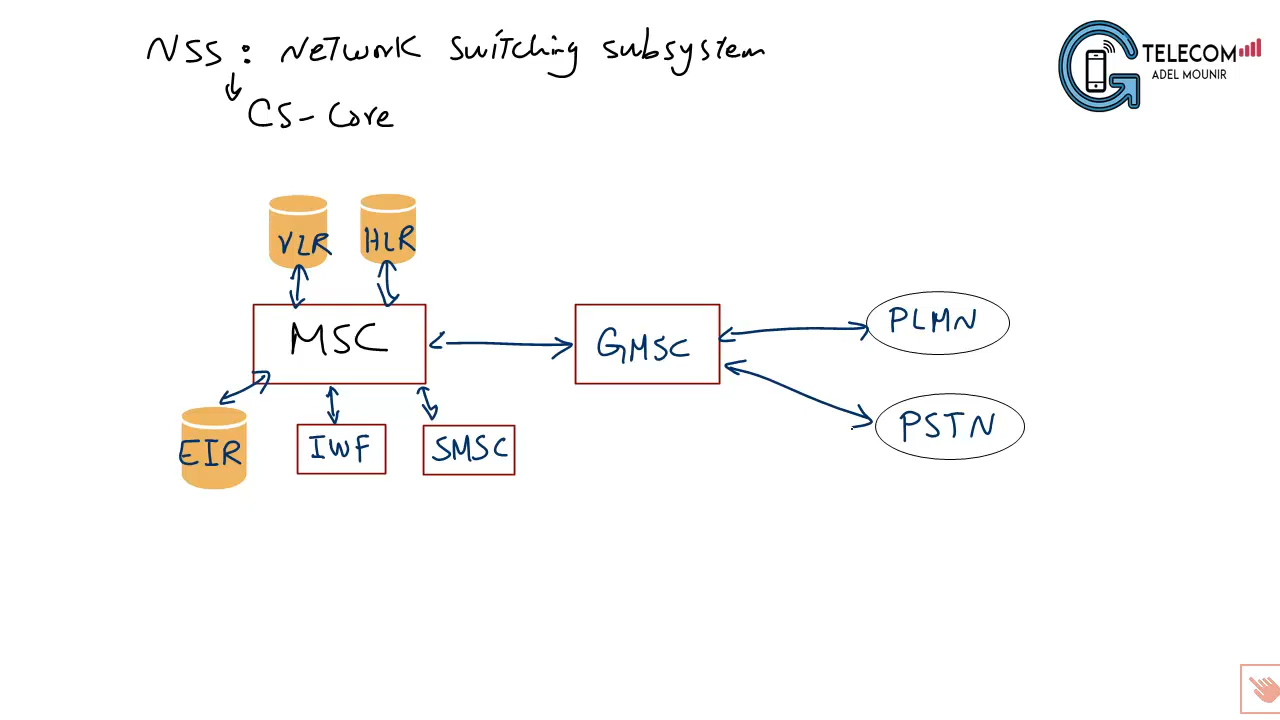 NSS : Network switching subsystem
CS-Core
TELECOM
ADEL MOUNIR
VLR
HLR
MSC
GMSC
PLMN
PSTN
EIR
IWF
SMSC